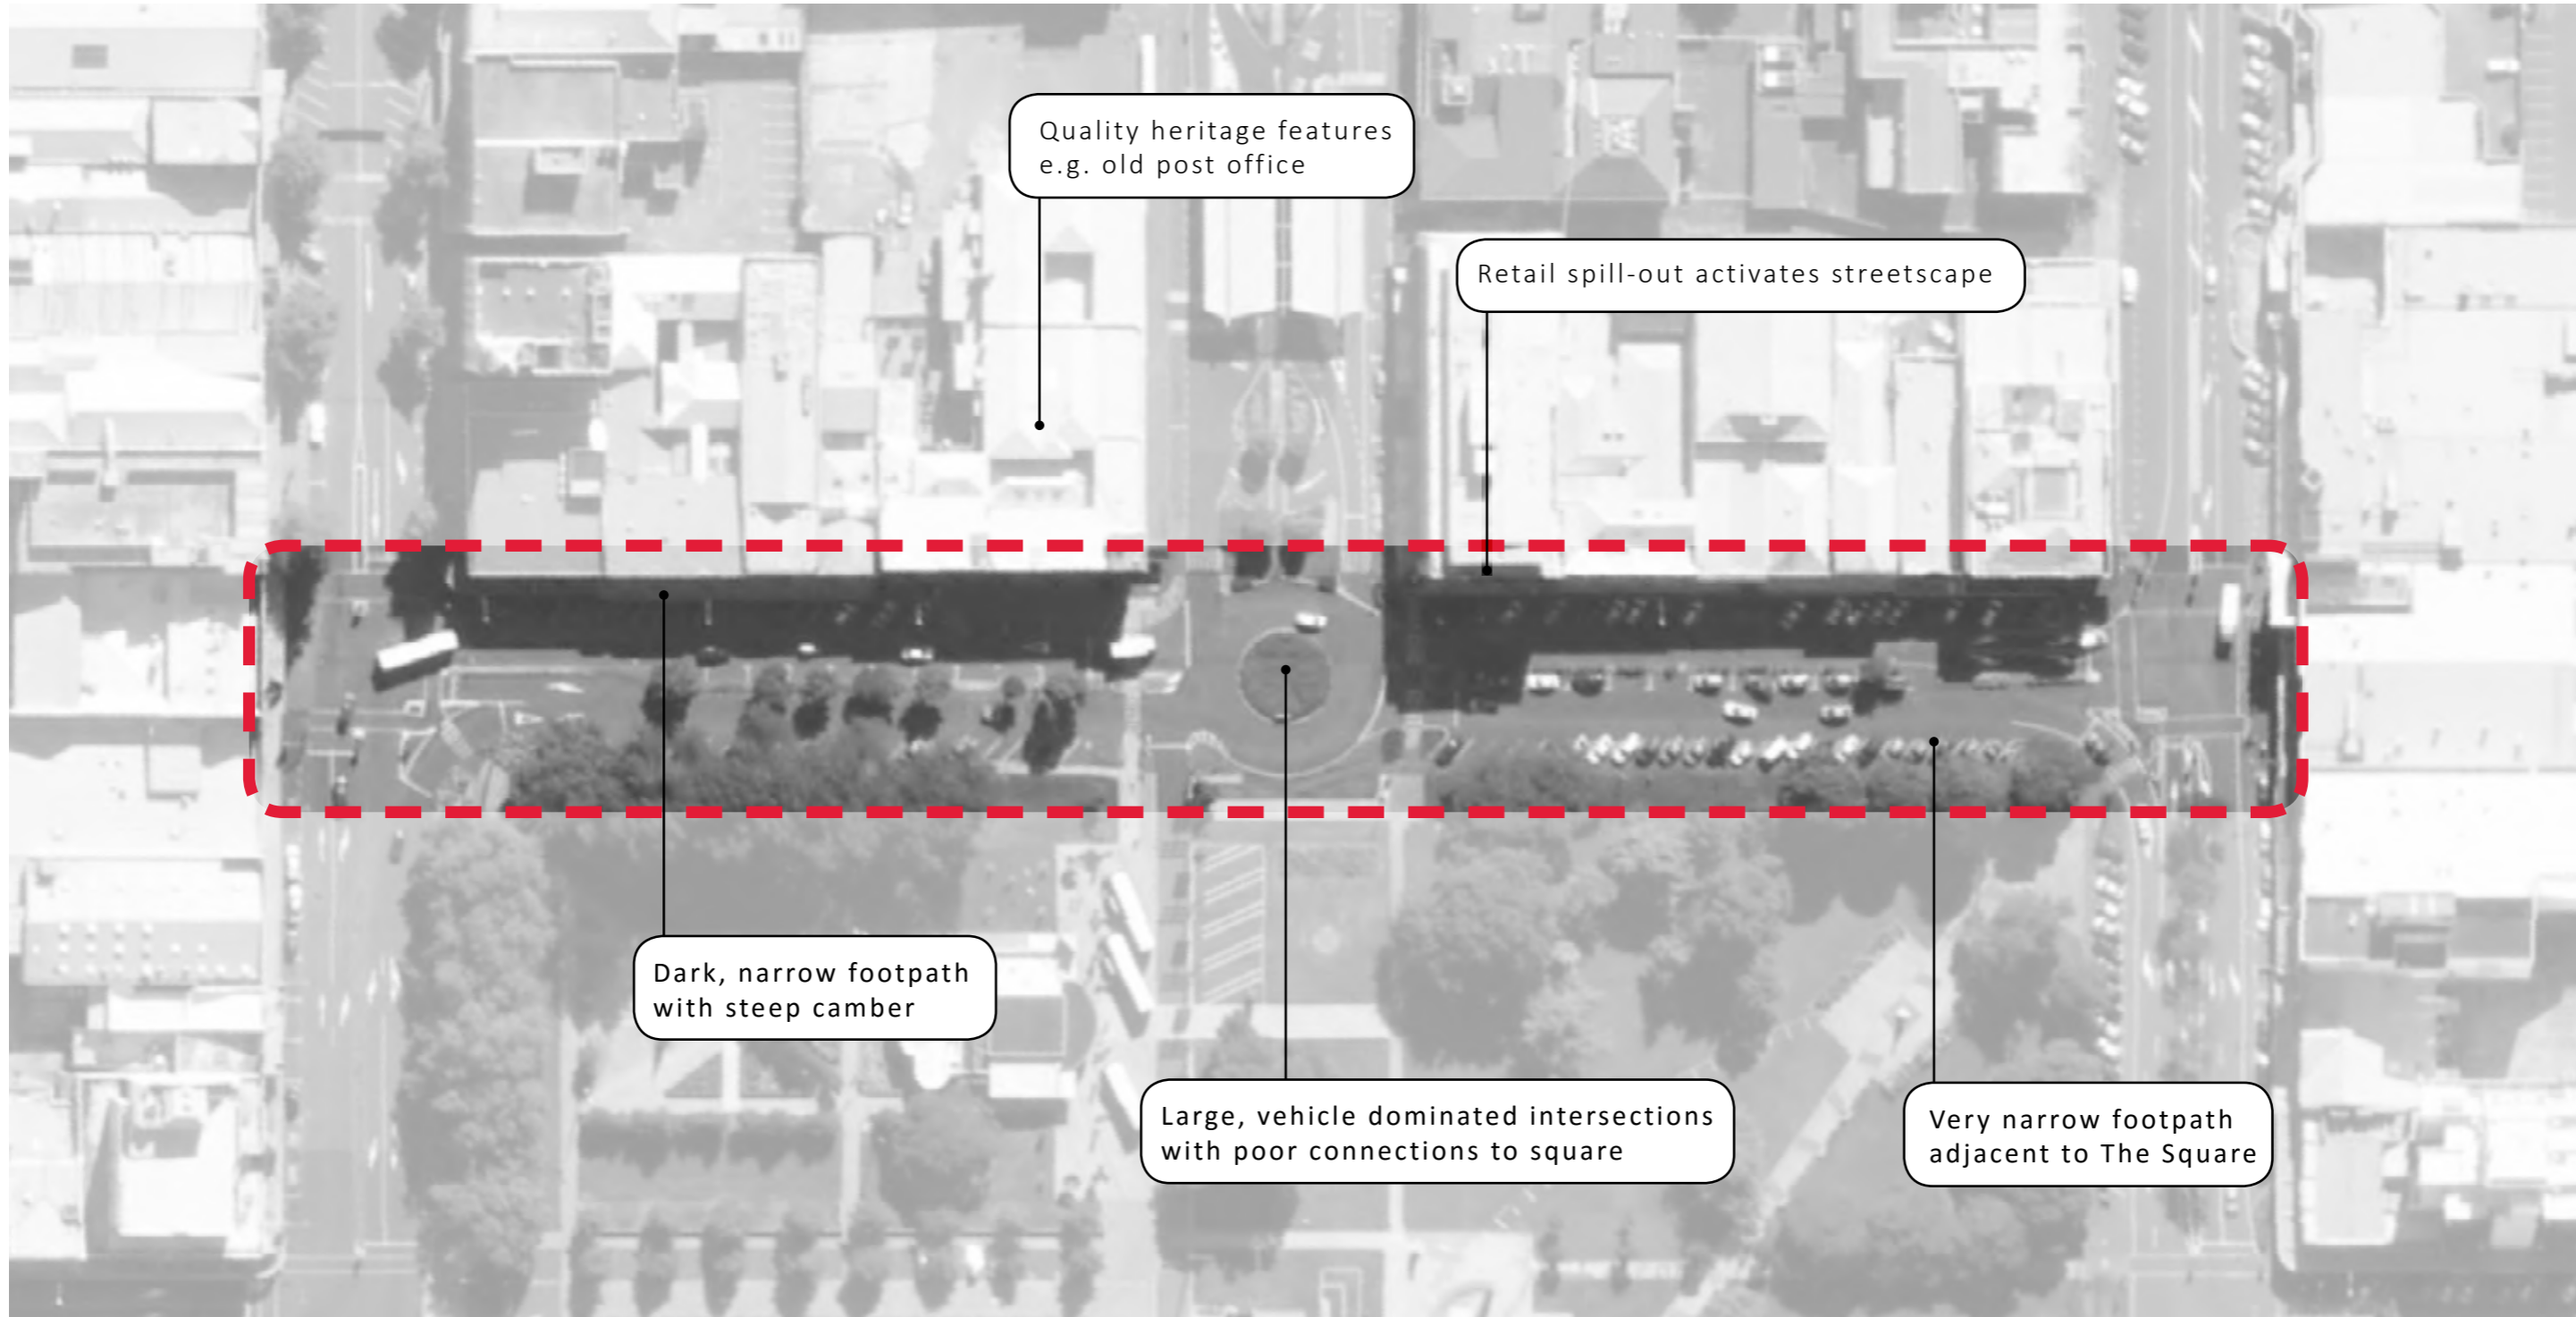 Quality heritage features
e.g. old post office
Retail spill-out activates streetscape
Dark, narrow footpath
with steep camber
Large, vehicle dominated intersections
with poor connections to square
Very narrow footpath
adjacent to The Square